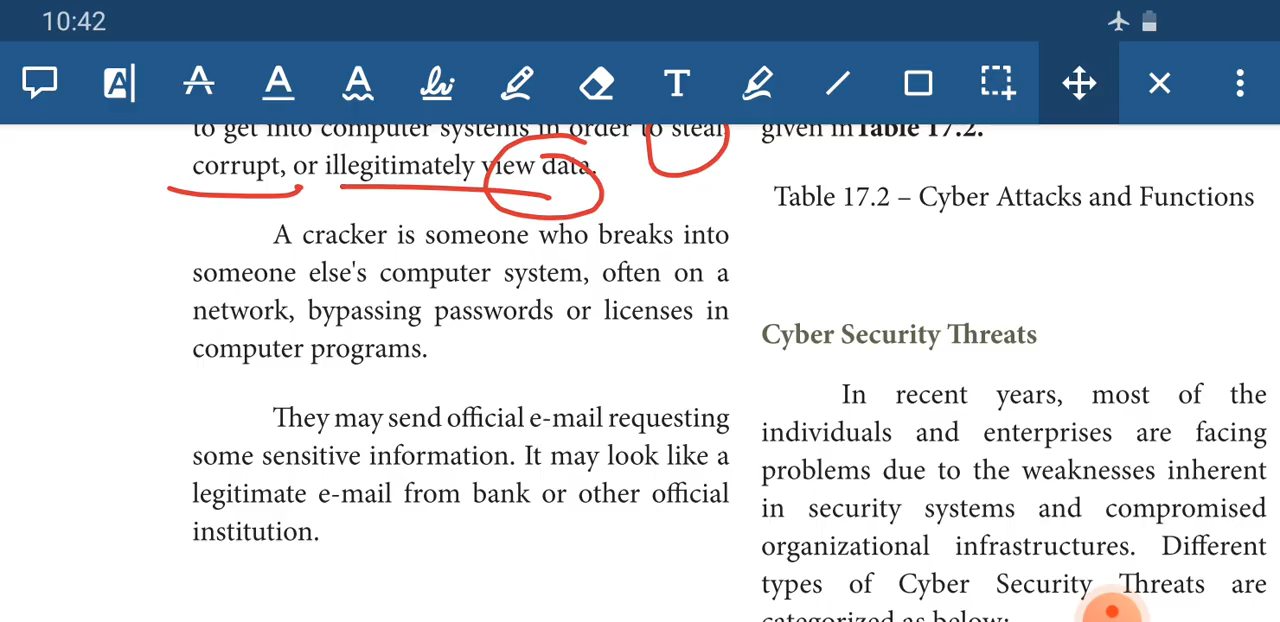 10:42
to get into computer systems in order to steal,
corrupt, or illegitimately view data.
A cracker is someone who breaks into
someone else's computer system, often on a
network, bypassing passwords or licenses in
computer programs.
They may send official e-mail requesting
some sensitive information. It may look like a
legitimate e-mail from bank or other official
institution.
given in Table 17.2.
Table 17.2 – Cyber Attacks and Functions
Cyber Security Threats
In recent years, most of the
individuals and enterprises are facing
problems due to the weaknesses inherent
in security systems and compromised
organizational infrastructures. Different
types of Cyber Security Threats are
categorized as below: